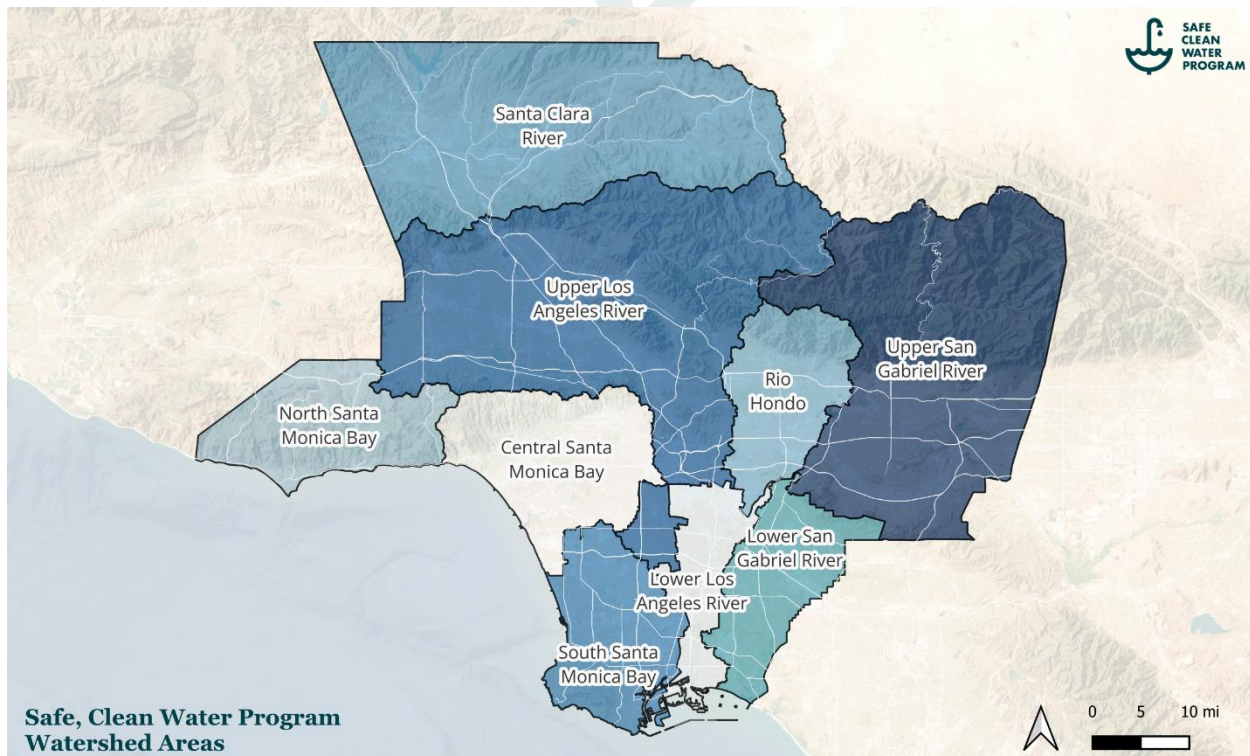 SAFE
CLEAN
WATER
PROGRAM
Santa Clara
River
Upper Los
Angeles River
Upper San
Gabriel River
Rio
Hondo
North Santa
Monica Bay
Central Santa
Monica Bay
Lower San
Gabriel River
Lower Los
Angeles River
South Santa
Monica Bay
Safe, Clean Water Program
Watershed Areas
0 5 10 mi